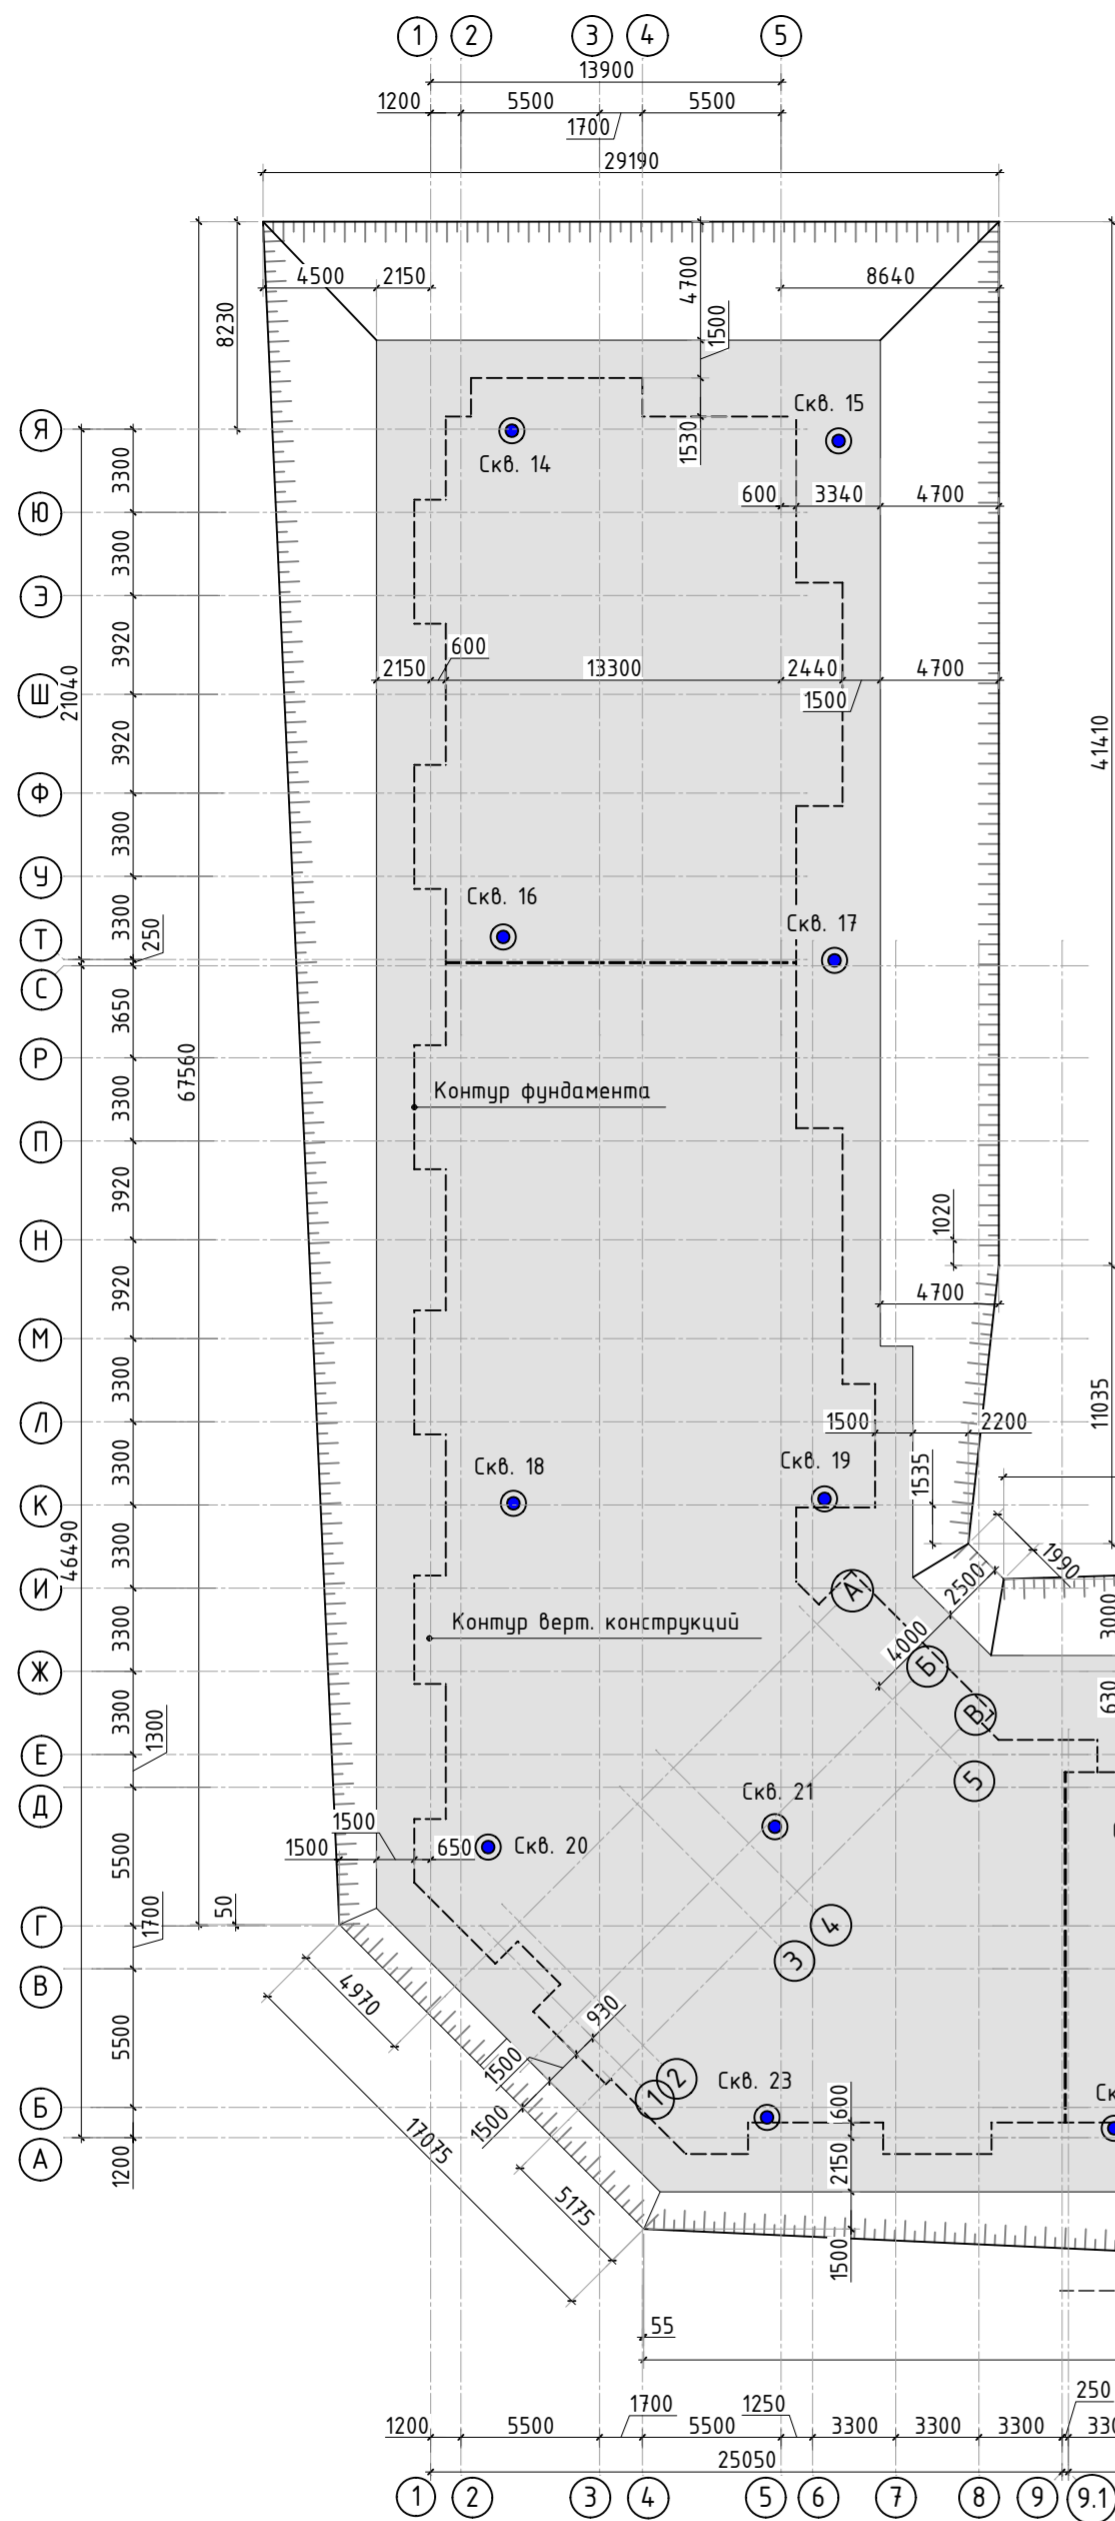 1 2 3 4 5
13900
1200 5500 5500
1700
29190
4500 2150 4700 8640
8230 1500
Скв. 15
Я
1530
3300 Скв. 14
600 3340 4700
Ю
3300
Э
3920 600
21040 2150 13300 2440 4700
Ш 1500
3920 41410
Ф
3300
У
Скв. 16
3300 250 Скв. 17
Т
С
3650
Р
67560
3300 Контур фундамента
П
3920
1020
Н
3920 4700
М
3300 11035
Л 1500 2200
3300 Скв. 18 Скв. 19 1535
К
46490 3300 1990
И А 2500
3300 Контур верт. конструкций 4000 3000
Ж Б
3300 1300 В 630
Е
Д 5
Скв. 21
1500
5500 1500 650 Скв. 20
1700 50
Г 4
В 3
4970 930
5500 1500
2
Б 1 Скв. 23 600
1500
А 17075
1200 2150
5175
1500
55
1700 1250 250
1200 5500 5500 3300 3300 3300
25050
1 2 3 4 5 6 7 8 9 9.1